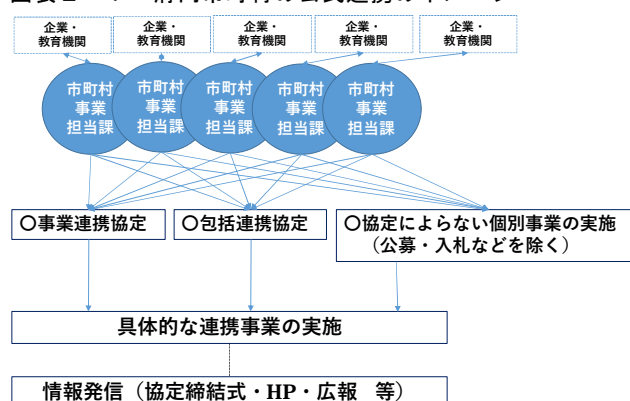 企業・
教育機関
企業・
教育機関
企業・
教育機関
企業・
教育機関
企業・
教育機関
市町村
事業
担当課
市町村
事業
担当課
市町村
事業
担当課
市町村
事業
担当課
市町村
事業
担当課
〇事業連携協定
〇包括連携協定
〇協定によらない個別事業の実施
（公募・入札などを除く）
具体的な連携事業の実施
情報発信（協定締結式・HP・広報　等）